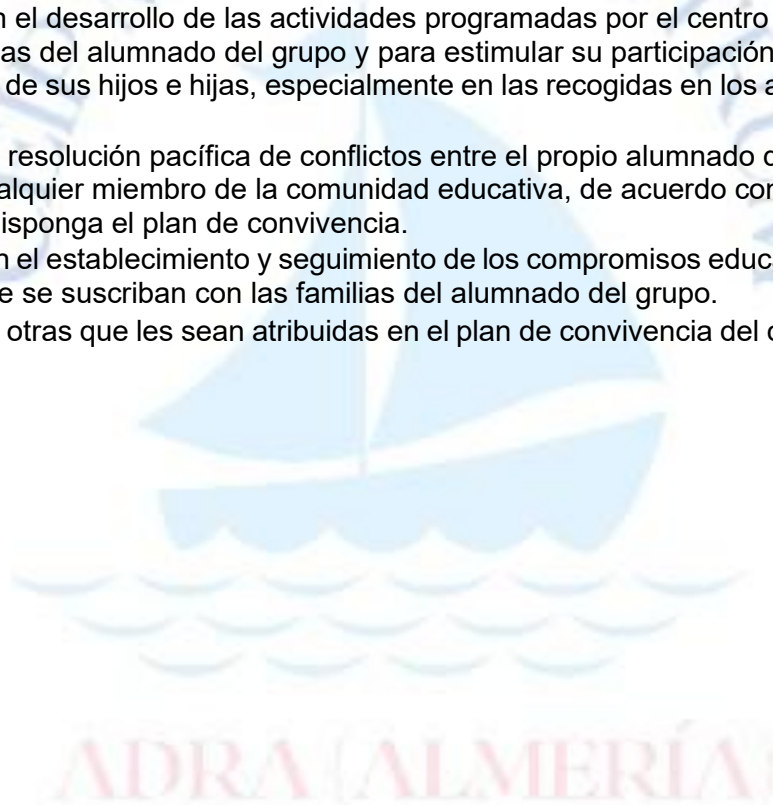 n el desarrollo de las actividades programadas por el centro
as del alumnado del grupo y para estimular su participación
de sus hijos e hijas, especialmente en las recogidas en los a
resolución pacífica de conflictos entre el propio alumnado
alquier miembro de la comunidad educativa, de acuerdo con
isponga el plan de convivencia.
n el establecimiento y seguimiento de los compromisos educa
e se suscriban con las familias del alumnado del grupo.
otras que les sean atribuidas en el plan de convivencia del
ADRA (ALMERÍA